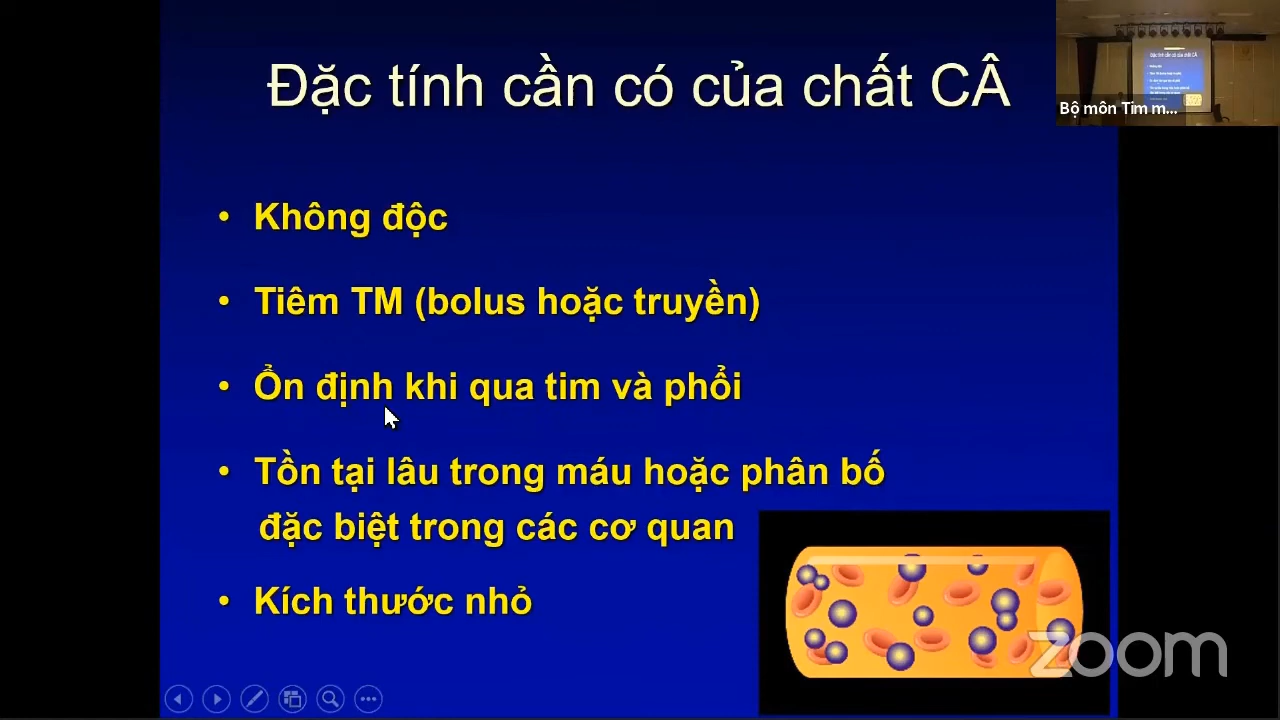 Đặc tính cần có của chất CÂ
Bộ môn Tim m...
• Không độc
• Tiêm TM (bolus hoặc truyền)
• Ổn định khi qua tim và phổi
• Tồn tại lâu trong máu hoặc phân bố
đặc biệt trong các cơ quan
• Kích thước nhỏ
zoom